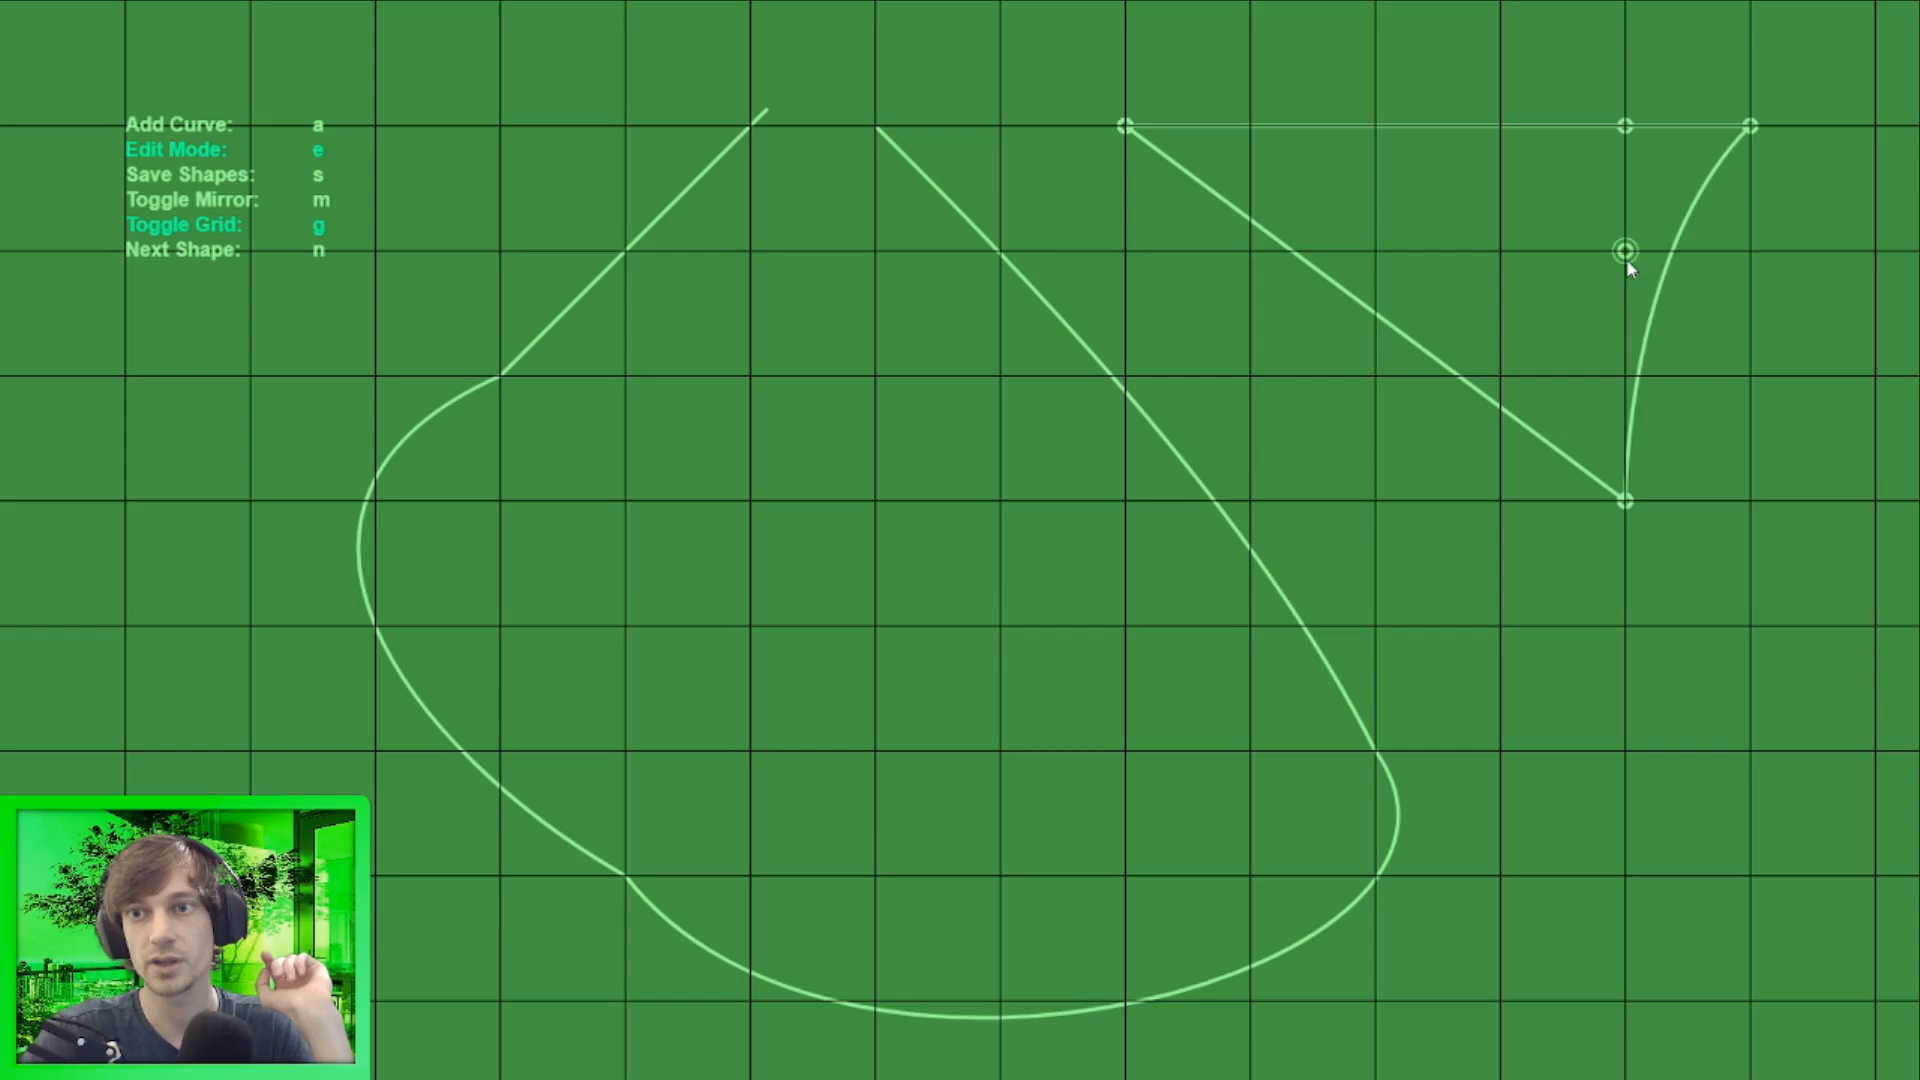 Add Curve: a
Edit Mode: e
Save Shapes: s
Toggle Mirror: m
Toggle Grid: g
Next Shape: n